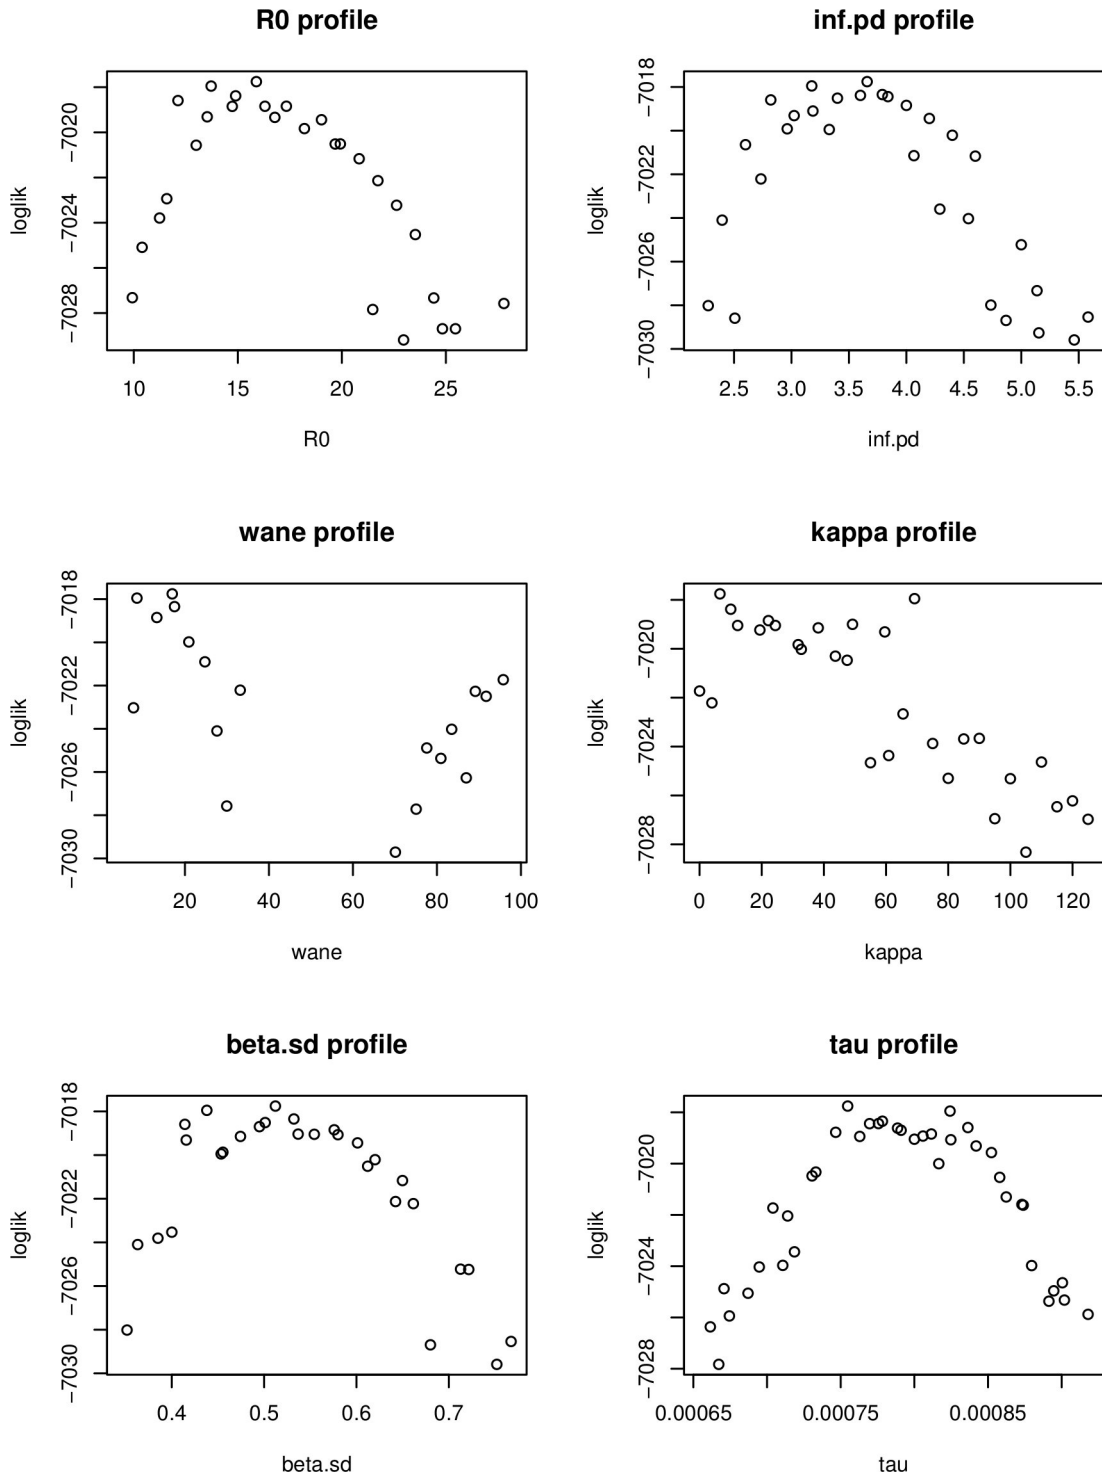 R0 profile
loglik
−7028 −7024 −7020
10 15 20 25
R0
inf.pd profile
loglik
−7030 −7026 −7022 −7018
2.5 3.0 3.5 4.0 4.5 5.0 5.5
inf.pd
wane profile
loglik
−7030 −7026 −7022 −7018
20 40 60 80 100
wane
kappa profile
loglik
−7028 −7024 −7020
0 20 40 60 80 100 120
kappa
beta.sd profile
loglik
−7030 −7026 −7022 −7018
0.4 0.5 0.6 0.7
beta.sd
tau profile
loglik
−7028 −7024 −7020
0.00065 0.00075 0.00085
tau